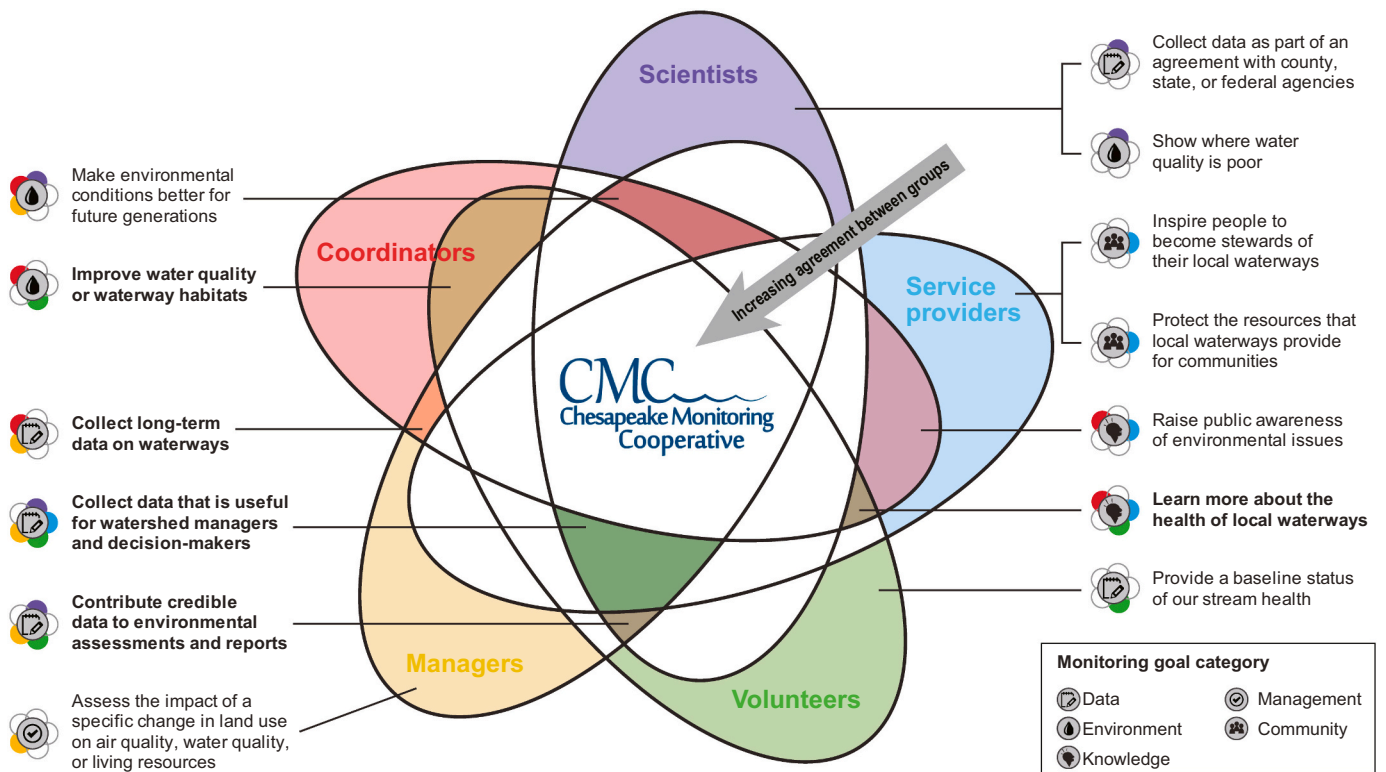 Scientists
Coordinators
Service
providers
Managers
Volunteers
Increasing agreement between groups
CMC
Chesapeake Monitoring
Cooperative
Make environmental
conditions better for
future generations
Improve water quality
or waterway habitats
Collect long-term
data on waterways
Collect data that is useful
for watershed managers
and decision-makers
Contribute credible
data to environmental
assessments and reports
Assess the impact of a
specific change in land use
on air quality, water quality,
or living resources
Collect data as part of an
agreement with county,
state, or federal agencies
Show where water
quality is poor
Inspire people to
become stewards of
their local waterways
Protect the resources that
local waterways provide
for communities
Raise public awareness
of environmental issues
Learn more about the
health of local waterways
Provide a baseline status
of our stream health
Monitoring goal category
Data
Management
Environment
Community
Knowledge